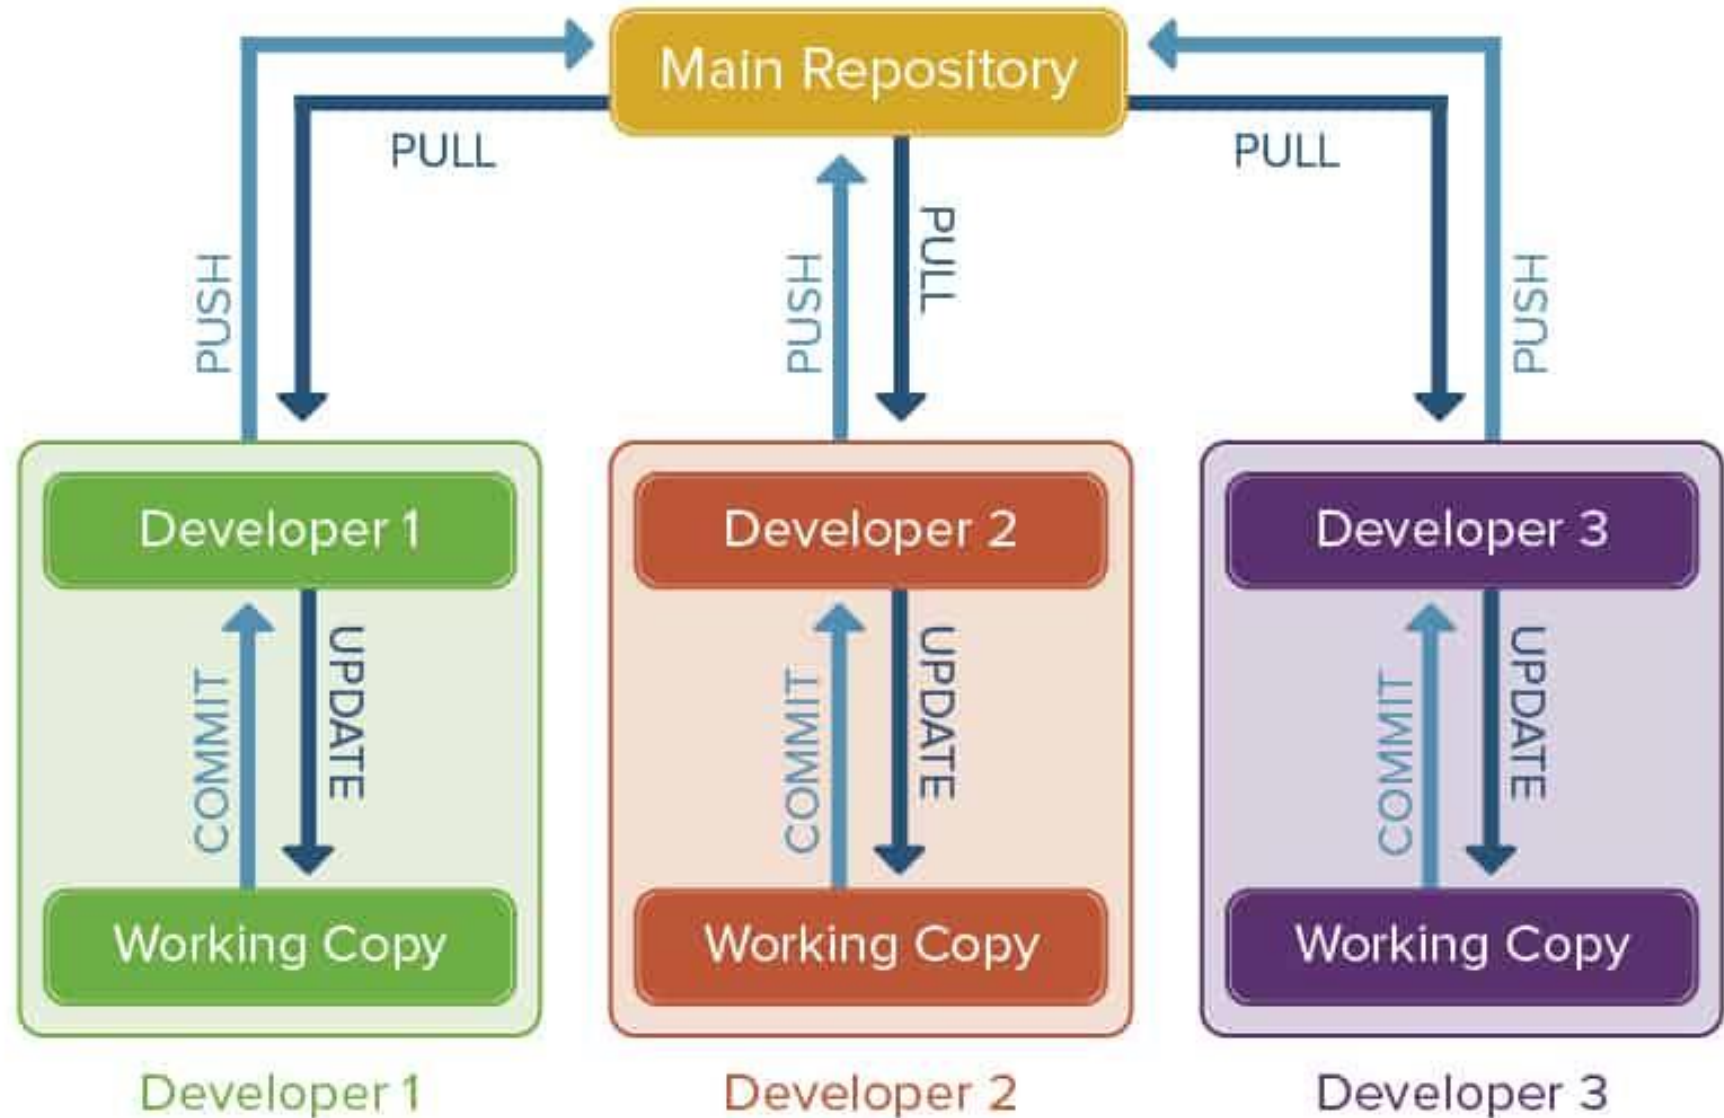 Main Repository
PULL
PULL
PUSH
PUSH
PULL
PUSH
Developer 1
Developer 2
Developer 3
COMMIT
UPDATE
COMMIT
UPDATE
COMMIT
UPDATE
Working Copy
Working Copy
Working Copy
Developer 1
Developer 2
Developer 3